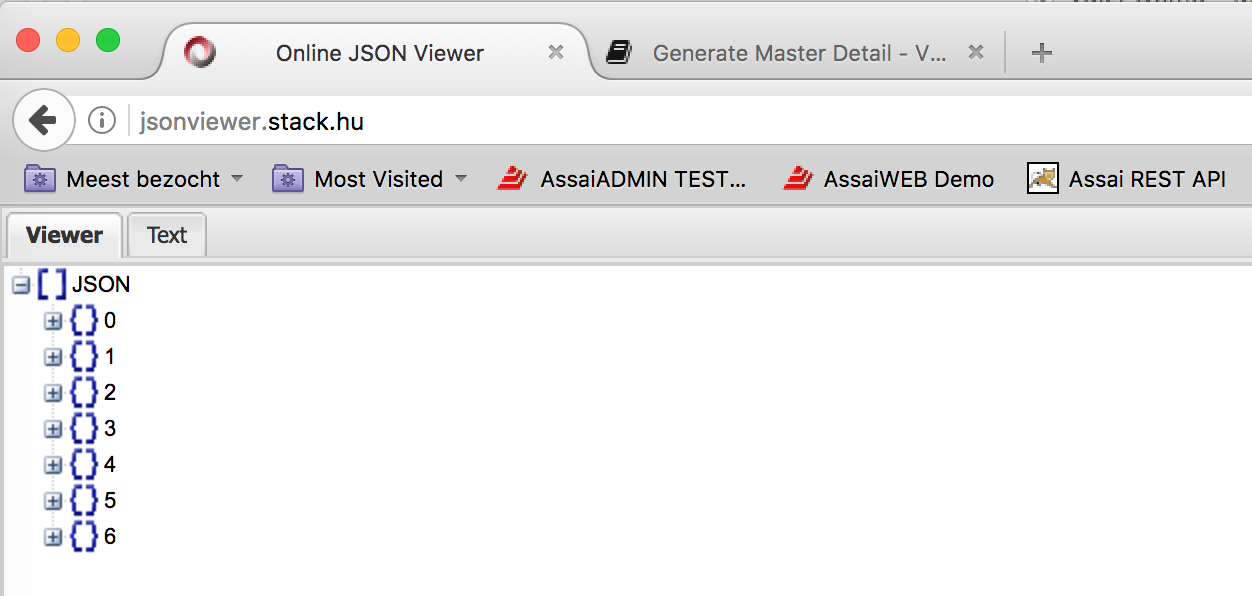 Online JSON Viewer
Generate Master Detail - V...
jsonviewer.stack.hu
Meest bezocht Most Visited AssaiADMIN TEST... AssaiWEB Demo Assai REST API
Viewer Text
[ ] JSON
{ } 0
{ } 1
{ } 2
{ } 3
{ } 4
{ } 5
{ } 6